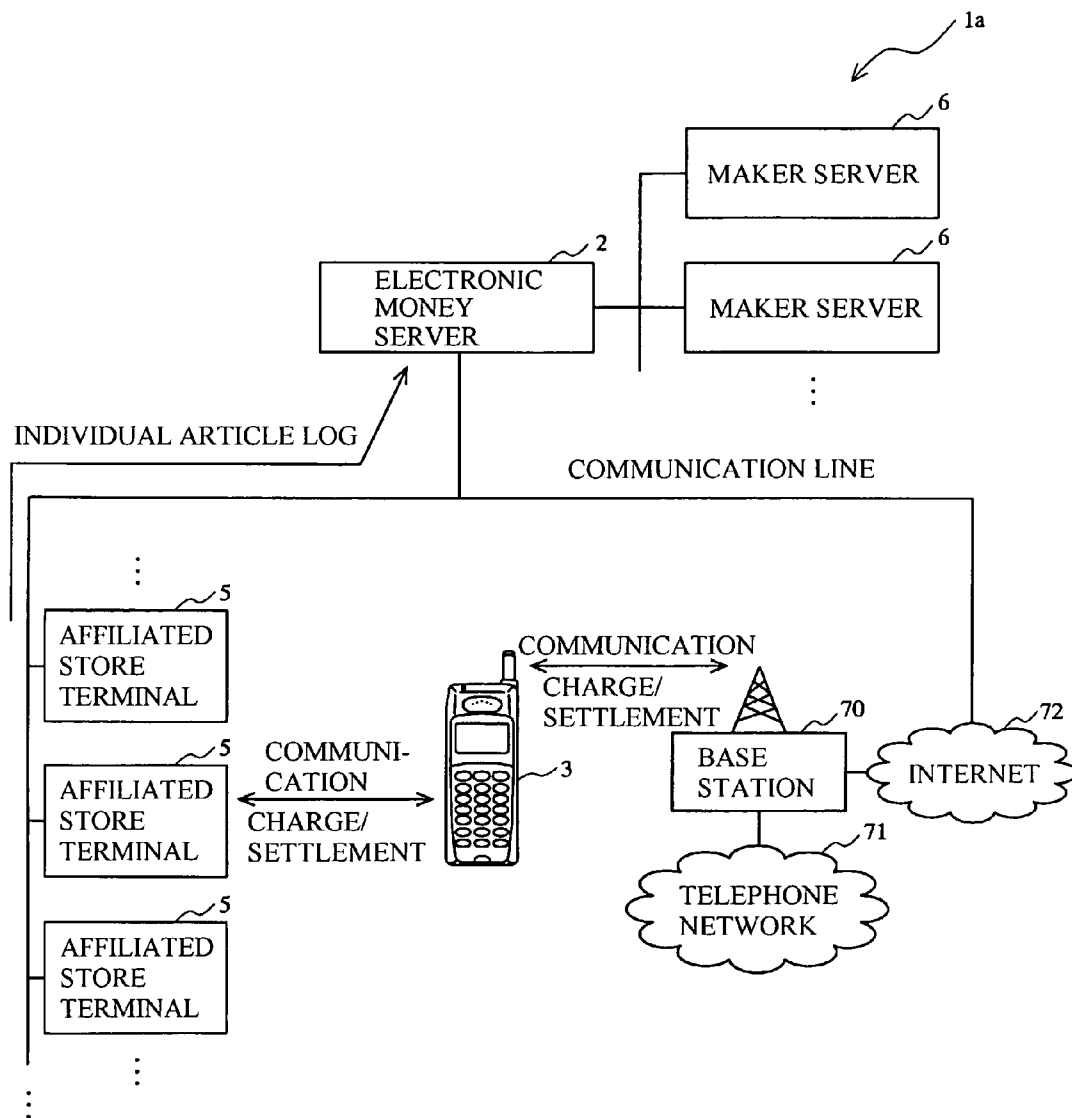 1a
6
MAKER SERVER
6
MAKER SERVER
2
ELECTRONIC
MONEY
SERVER
INDIVIDUAL ARTICLE LOG
COMMUNICATION LINE
5
AFFILIATED
STORE
TERMINAL
COMMUNICATION
CHARGE/
SETTLEMENT
70
BASE
STATION
72
INTERNET
5
AFFILIATED
STORE
TERMINAL
COMMUNI-
CATION
CHARGE/
SETTLEMENT
3
71
TELEPHONE
NETWORK
5
AFFILIATED
STORE
TERMINAL